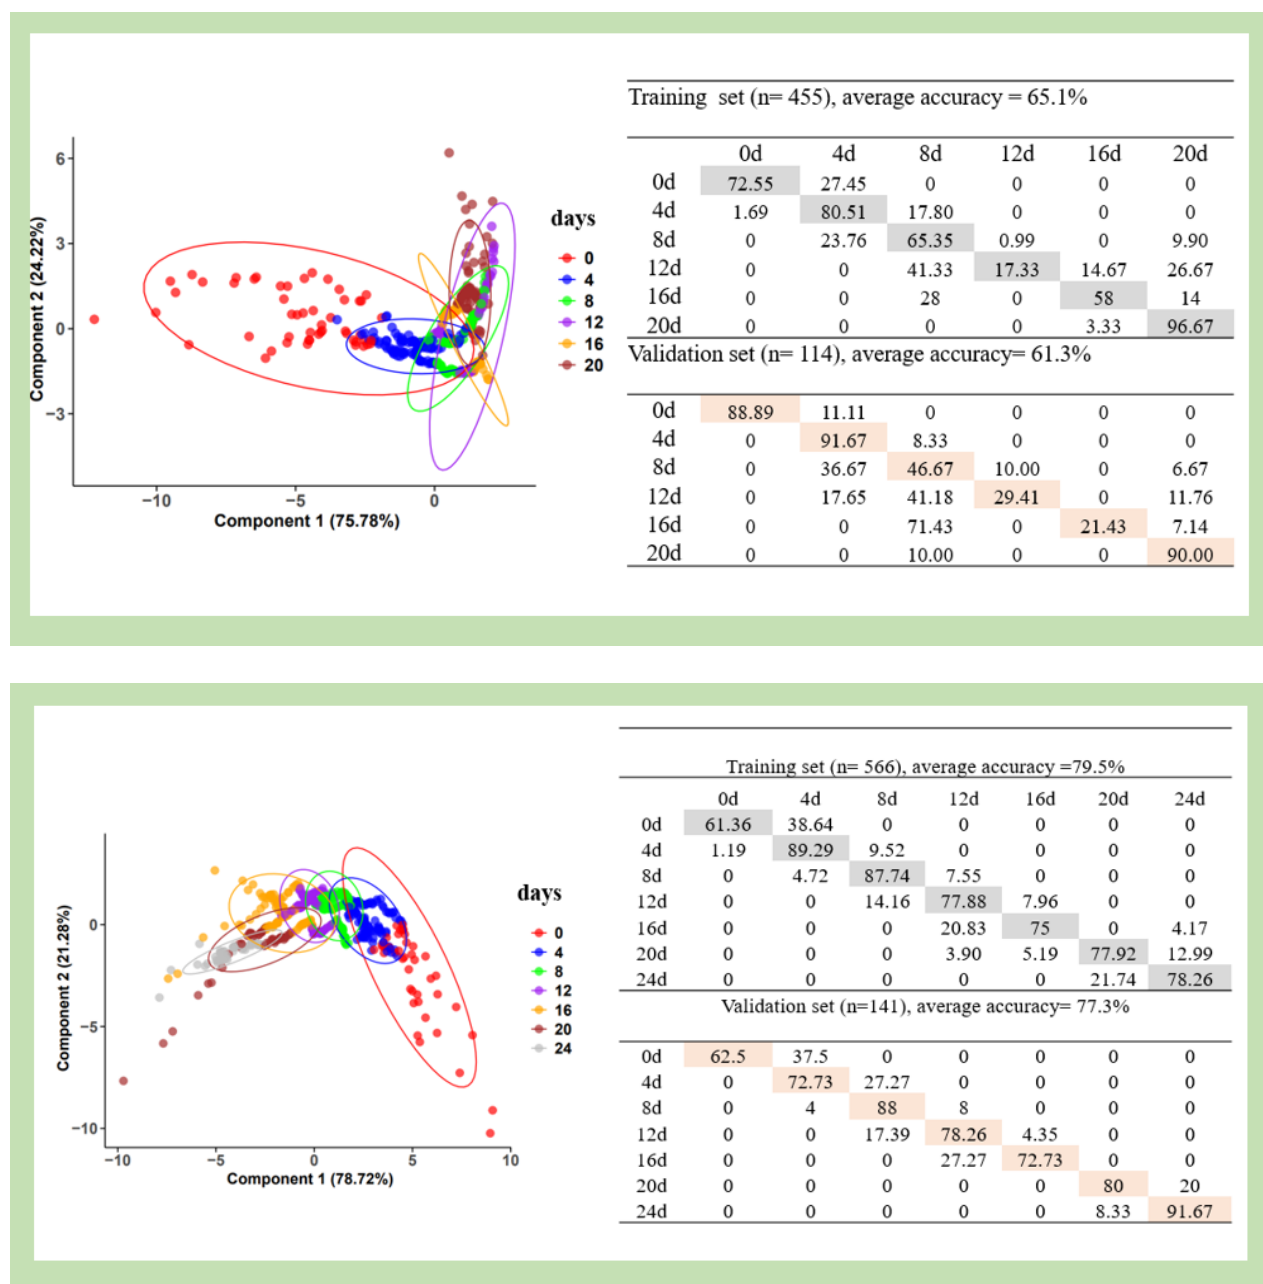 6
3
0
−3
−10
−5
0
Component 2 (24.22%)
Component 1 (75.78%)
days
0
4
8
12
16
20
Training set (n= 455), average accuracy = 65.1%
0d 4d 8d 12d 16d 20d
0d 72.55 27.45 0 0 0 0
4d 1.69 80.51 17.80 0 0 0
8d 0 23.76 65.35 0.99 0 9.90
12d 0 0 41.33 17.33 14.67 26.67
16d 0 0 28 0 58 14
20d 0 0 0 0 3.33 96.67
Validation set (n= 114), average accuracy= 61.3%
0d 88.89 11.11 0 0 0 0
4d 0 91.67 8.33 0 0 0
8d 0 36.67 46.67 10.00 0 6.67
12d 0 17.65 41.18 29.41 0 11.76
16d 0 0 71.43 0 21.43 7.14
20d 0 0 10.00 0 0 90.00
0
−5
−10
−10
−5
0
5
10
Component 2 (21.28%)
Component 1 (78.72%)
days
0
4
8
12
16
20
24
Training set (n= 566), average accuracy =79.5%
0d 4d 8d 12d 16d 20d 24d
0d 61.36 38.64 0 0 0 0 0
4d 1.19 89.29 9.52 0 0 0 0
8d 0 4.72 87.74 7.55 0 0 0
12d 0 0 14.16 77.88 7.96 0 0
16d 0 0 0 20.83 75 0 4.17
20d 0 0 0 3.90 5.19 77.92 12.99
24d 0 0 0 0 0 21.74 78.26
Validation set (n=141), average accuracy= 77.3%
0d 62.5 37.5 0 0 0 0 0
4d 0 72.73 27.27 0 0 0 0
8d 0 4 88 8 0 0 0
12d 0 0 17.39 78.26 4.35 0 0
16d 0 0 0 27.27 72.73 0 0
20d 0 0 0 0 0 80 20
24d 0 0 0 0 0 8.33 91.67